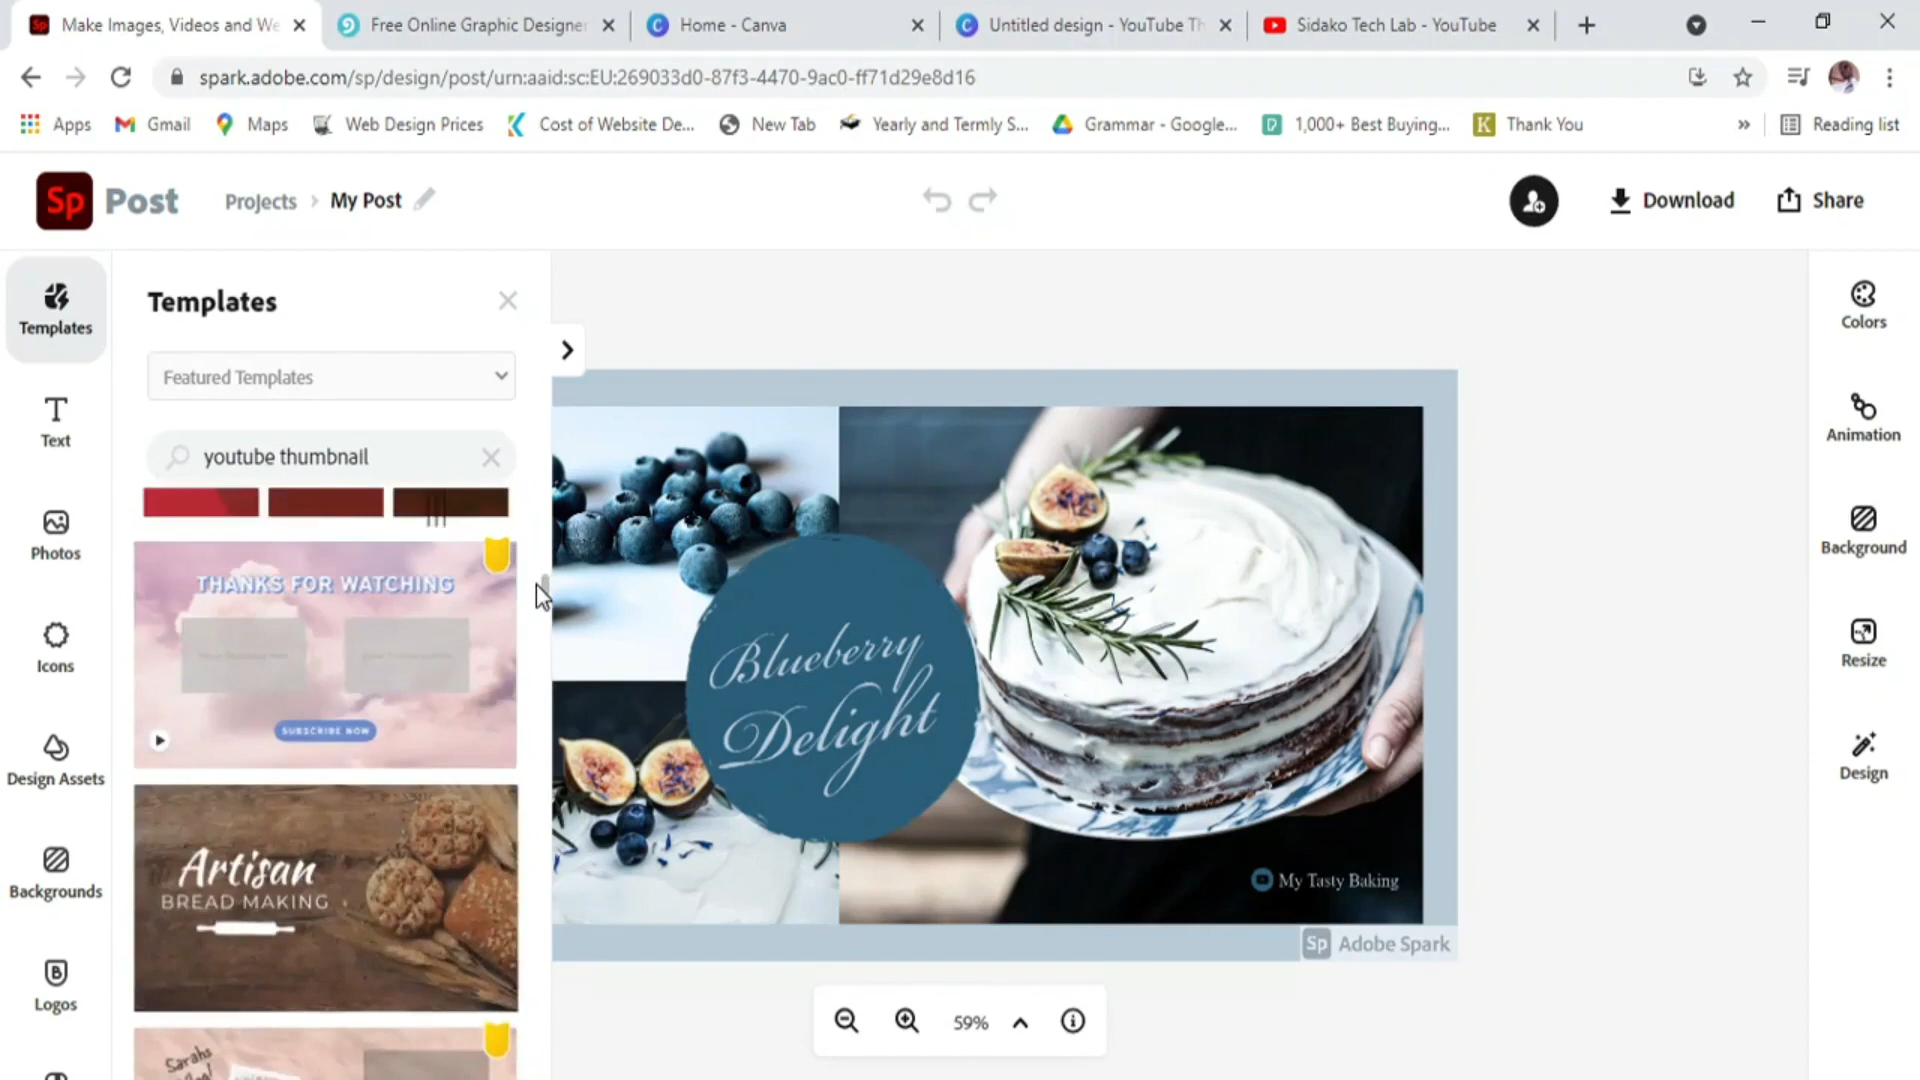 Make Images, Videos and We
Free Online Graphic Designer
Home - Canva
Untitled design - YouTube Th
Sidako Tech Lab - YouTube
spark.adobe.com/sp/design/post/urn:aaid:sc:EU:269033d0-87f3-4470-9ac0-ff71d29e8d16
Apps
Gmail
Maps
Web Design Prices
Cost of Website De...
New Tab
Yearly and Termly S...
Grammar - Google...
1,000+ Best Buying...
K
Thank You
»
Reading list
Sp
Post
Projects
My Post
Download
Share
Templates
Text
Photos
Icons
Design Assets
Backgrounds
Logos
Templates
Featured Templates
youtube thumbnail
THANKS FOR WATCHING
SUBSCRIBE NOW
Artisan
BREAD MAKING
Sarahs
Blueberry
Delight
My Tasty Baking
Sp Adobe Spark
59%
Colors
Animation
Background
Resize
Design